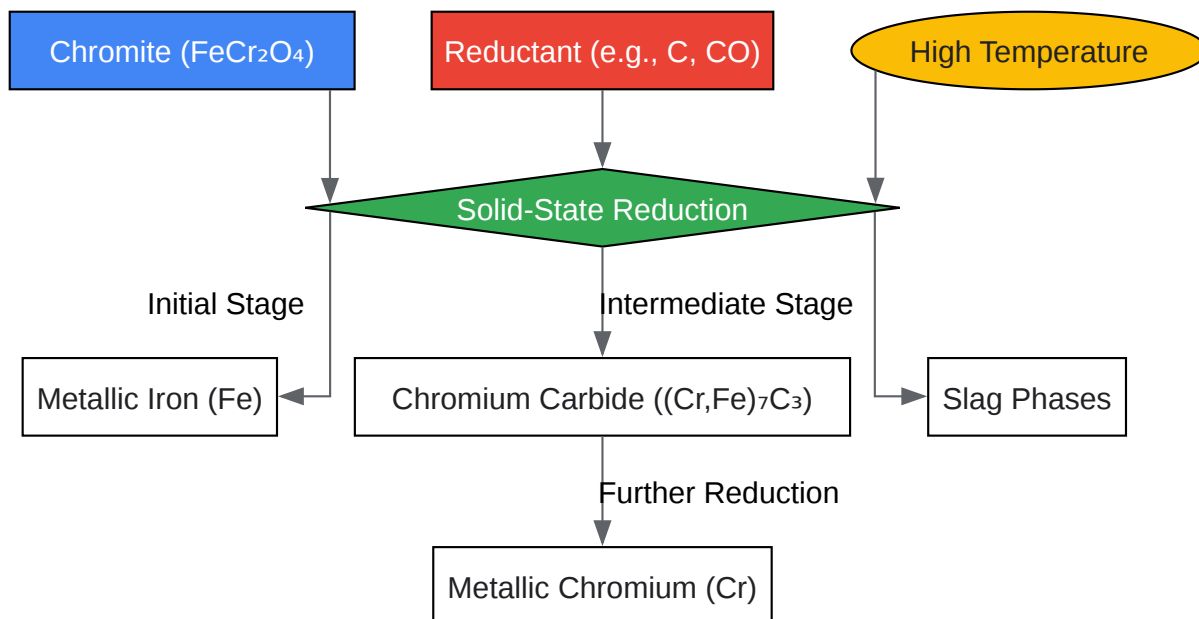 Chromite (FeCr₂O₄)
Reductant (e.g., C, CO)
High Temperature
Solid-State Reduction
Initial Stage
Intermediate Stage
Metallic Iron (Fe)
Chromium Carbide ((Cr,Fe)₇C₃)
Slag Phases
Further Reduction
Metallic Chromium (Cr)